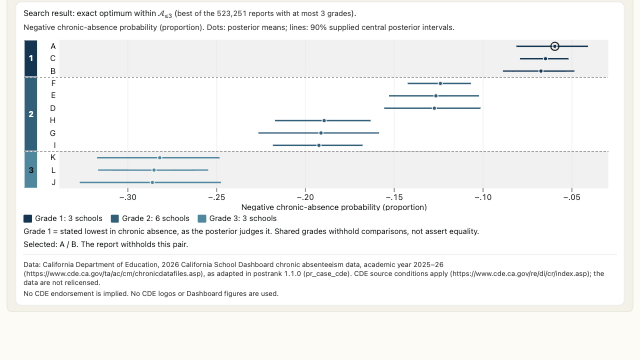 Search result: exact optimum within 𝒜≤3 (best of the 523,251 reports with at most 3 grades).
Negative chronic-absence probability (proportion). Dots: posterior means; lines: 90% supplied central posterior intervals.
A
1 C
B
F
E
D
2
H
G
I
K
3 L
J
−.30 −.25 −.20 −.15 −.10 −.05
Negative chronic-absence probability (proportion)
Grade 1: 3 schools Grade 2: 6 schools Grade 3: 3 schools
Grade 1 = stated lowest in chronic absence, as the posterior judges it. Shared grades withhold comparisons, not assert equality.
Selected: A / B. The report withholds this pair.
Data: California Department of Education, 2026 California School Dashboard chronic absenteeism data, academic year 2025–26
(https://www.cde.ca.gov/ta/ac/cm/chronicdatafiles.asp), as adapted in postrank 1.1.0 (pr_case_cde). CDE source conditions apply (https://www.cde.ca.gov/re/di/cr/index.asp); the
data are not relicensed.
No CDE endorsement is implied. No CDE logos or Dashboard figures are used.